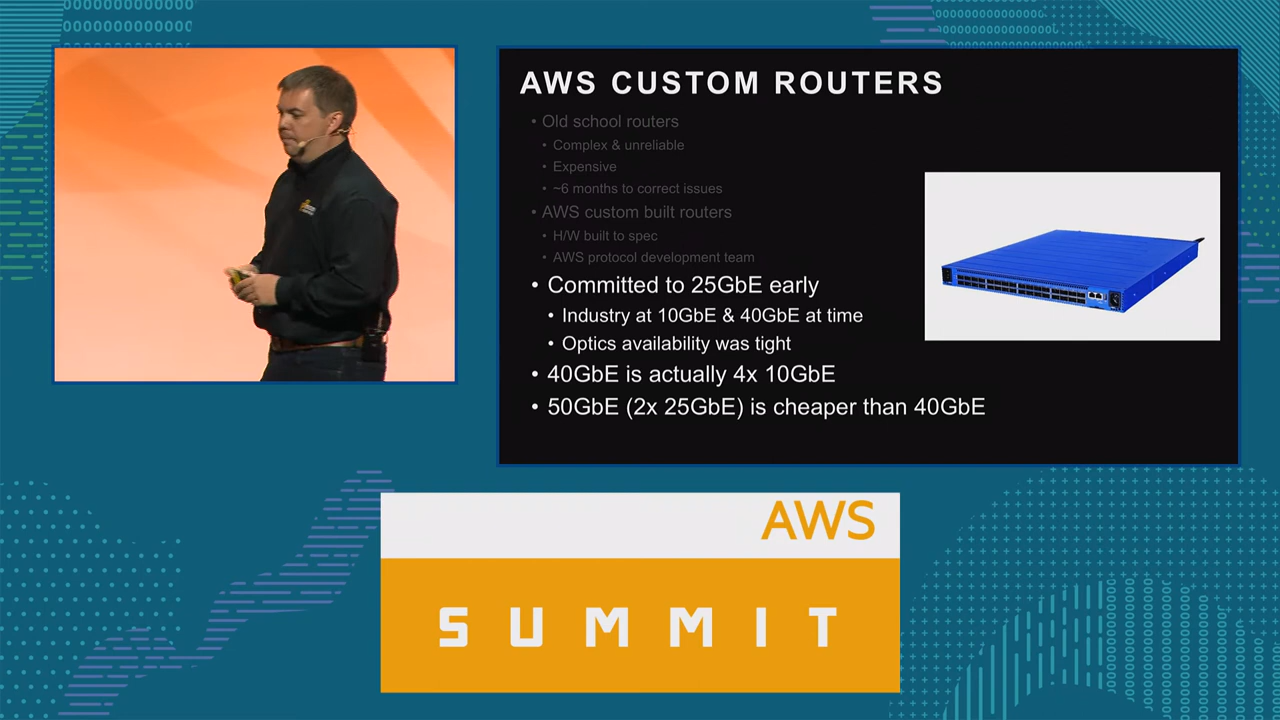 AWS CUSTOM ROUTERS
• Old school routers
• Complex & unreliable
• Expensive
• ~6 months to correct issues
• AWS custom built routers
• H/W built to spec
• AWS protocol development team
• Committed to 25GbE early
• Industry at 10GbE & 40GbE at time
• Optics availability was tight
• 40GbE is actually 4x 10GbE
• 50GbE (2x 25GbE) is cheaper than 40GbE
AWS
SUMMIT